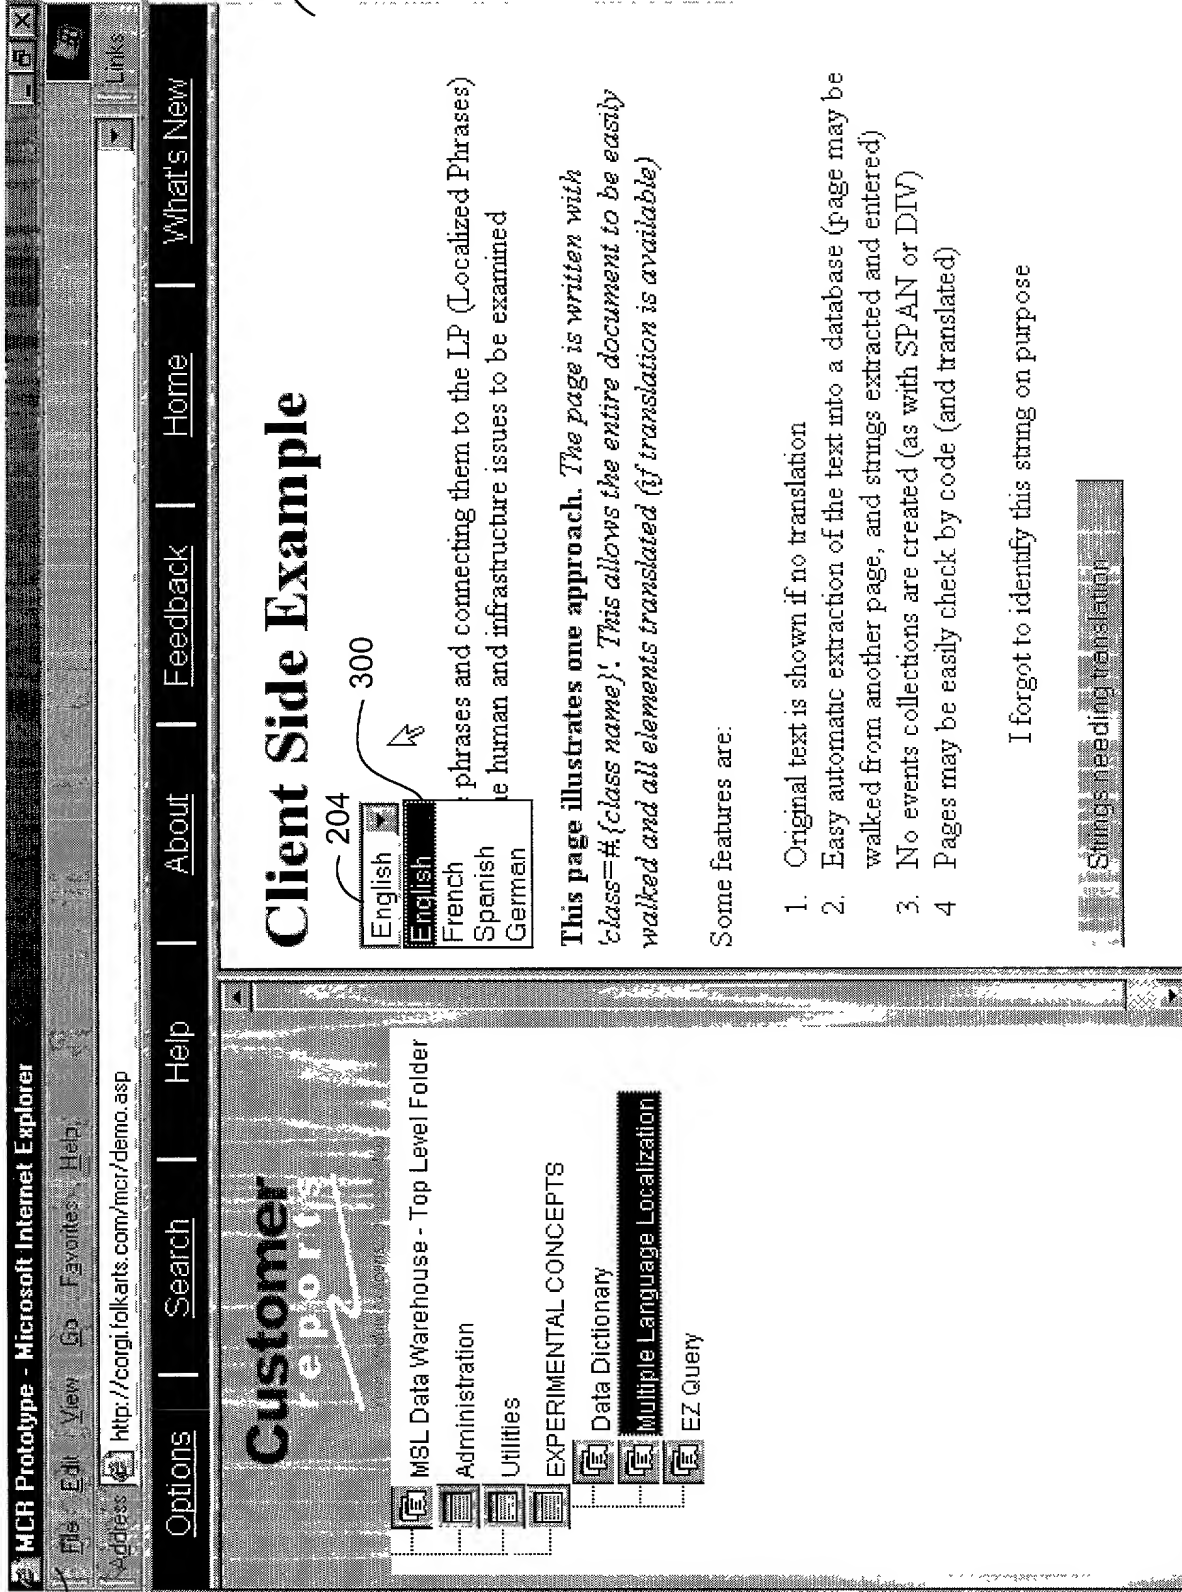 MCR Prototype - Microsoft Internet Explorer
File Edit View Go Favorites Help
Address http://corgi.folkarts.com/mcr/demo.asp Links
Options | Search | Help | About | Feedback | Home | What's New
Customer
reports
MSL Data Warehouse - Top Level Folder
Administration
Utilities
EXPERIMENTAL CONCEPTS
Data Dictionary
Multiple Language Localization
EZ Query
Client Side Example
204
English
300
English
French
Spanish
German
phrases and connecting them to the LP (Localized Phrases)
human and infrastructure issues to be examined
This page illustrates one approach. The page is written with
'class=#{class name}'. This allows the entire document to be easily
walked and all elements translated (if translation is available)
Some features are:
1. Original text is shown if no translation
2. Easy automatic extraction of the text into a database (page may be
walked from another page, and strings extracted and entered)
3. No events collections are created (as with SPAN or DIV)
4 Pages may be easily check by code (and translated)
I forgot to identify this string on purpose
Strings needing translation